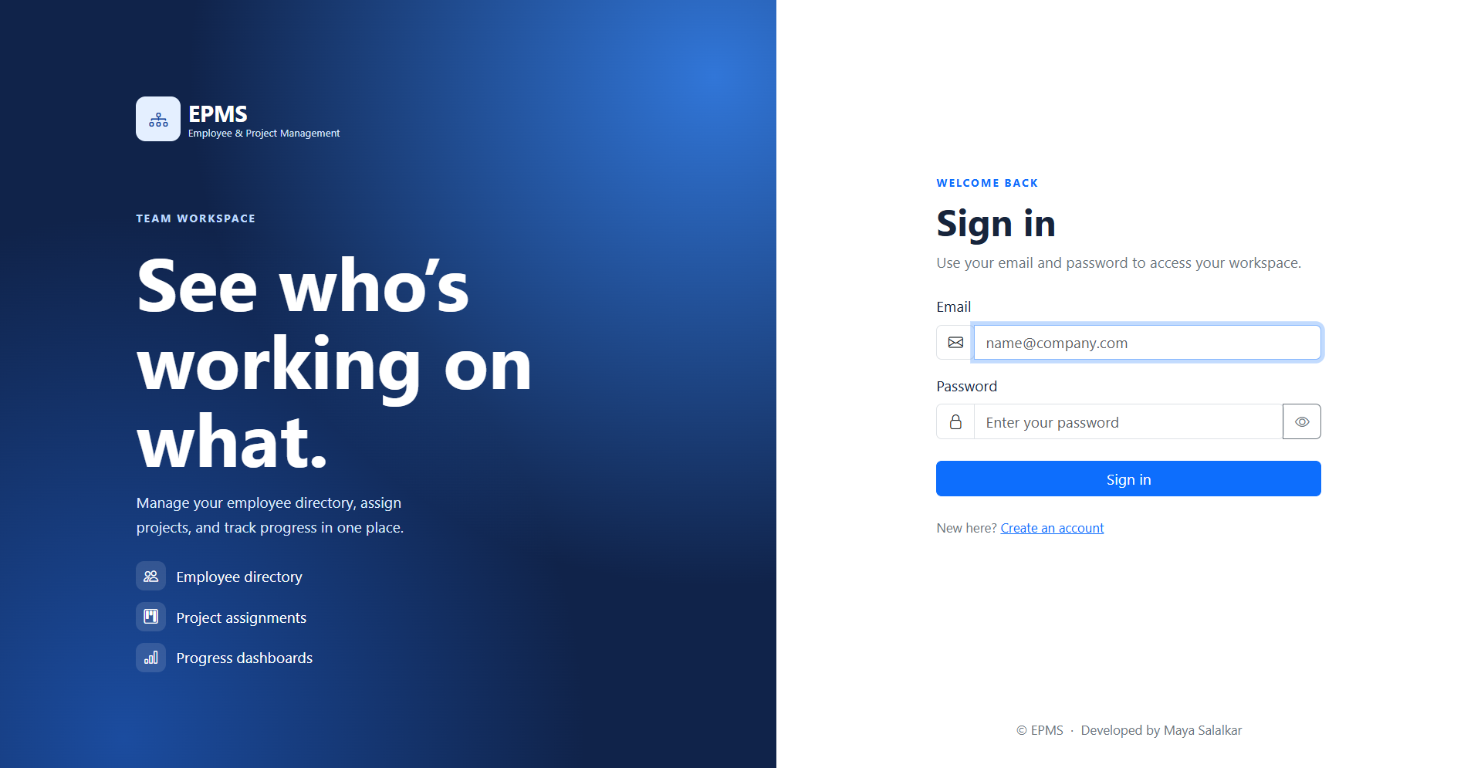 EPMS
Employee & Project Management
TEAM WORKSPACE
See who’s
working on
what.
Manage your employee directory, assign
projects, and track progress in one place.
Employee directory
Project assignments
Progress dashboards
WELCOME BACK
Sign in
Use your email and password to access your workspace.
Email
name@company.com
Password
Enter your password
Sign in
New here? Create an account
© EPMS · Developed by Maya Salalkar